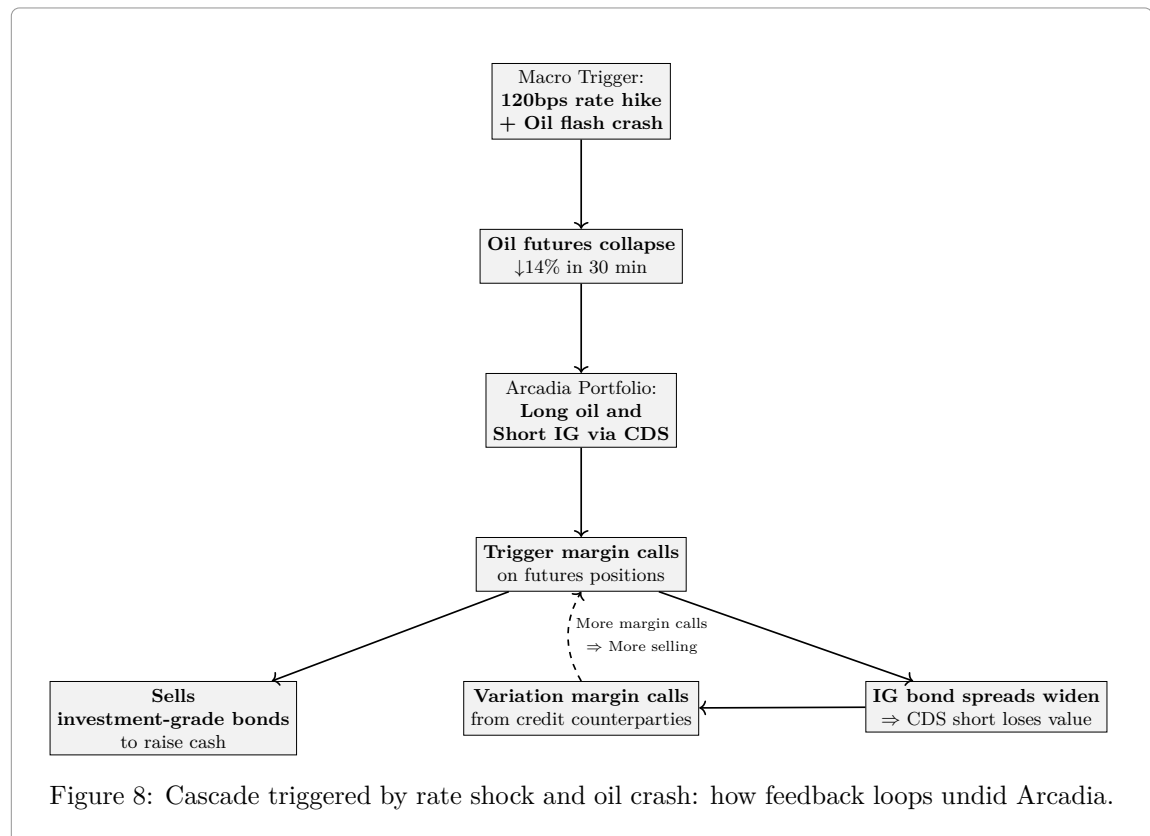 Macro Trigger:
120bps rate hike
+ Oil flash crash
Oil futures collapse
↓14% in 30 min
Arcadia Portfolio:
Long oil and
Short IG via CDS
Trigger margin calls
on futures positions
More margin calls
⇒ More selling
Sells
investment-grade bonds
to raise cash
Variation margin calls
from credit counterparties
IG bond spreads widen
⇒ CDS short loses value
Figure 8: Cascade triggered by rate shock and oil crash: how feedback loops undid Arcadia.